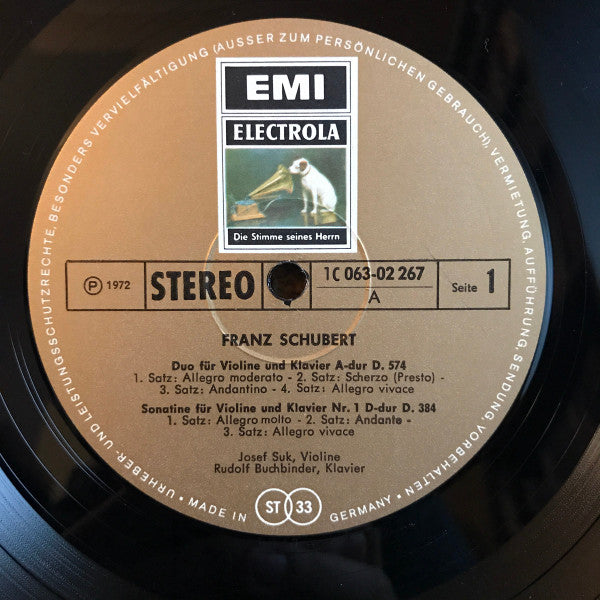 URHEBER- UND LEISTUNGSSCHUTZRECHTE, BESONDERS VERVIELFÄLTIGUNG (AUSSER ZUM PERSÖNLICHEN GEBRAUCH), VERMIETUNG, AUFFÜHRUNG, SENDUNG VORBEHALTEN
EMI
ELECTROLA
Die Stimme seines Herrn
Ⓟ 1972
STEREO
1C 063-02 267
A
Seite 1
FRANZ SCHUBERT
Duo für Violine und Klavier A-dur D. 574
1. Satz: Allegro moderato - 2. Satz: Scherzo (Presto) -
3. Satz: Andantino - 4. Satz: Allegro vivace
Sonatine für Violine und Klavier Nr. 1 D-dur D. 384
1. Satz: Allegro molto - 2. Satz: Andante -
3. Satz: Allegro vivace
Josef Suk, Violine
Rudolf Buchbinder, Klavier
• MADE IN ST 33 GERMANY •